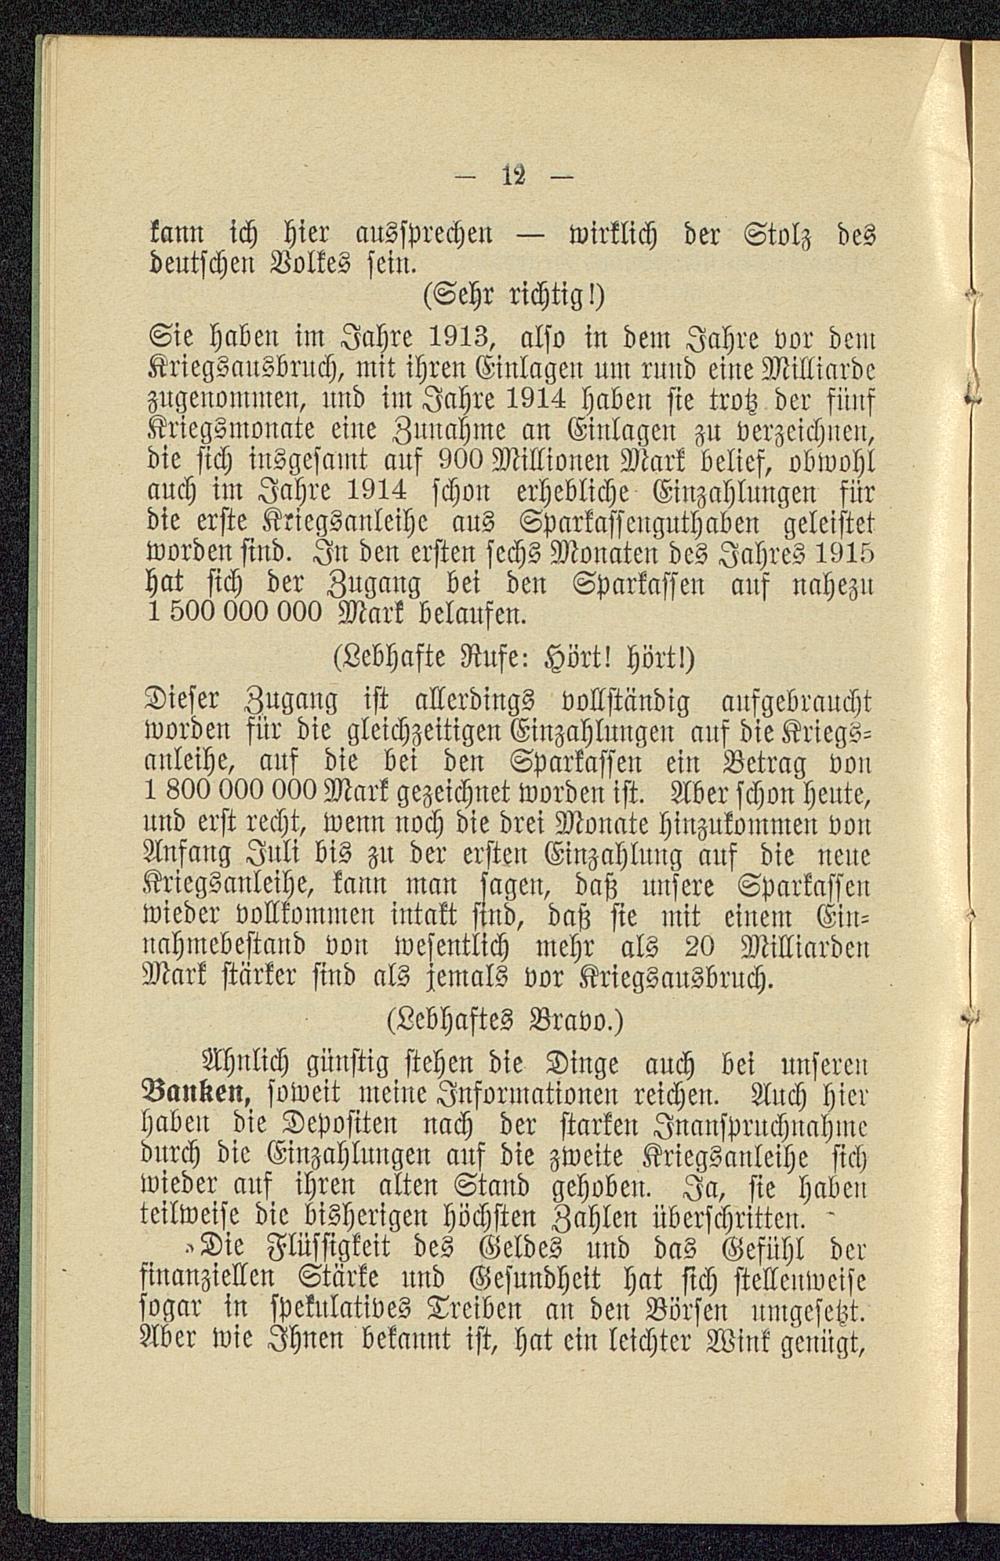 — 12 —
kann ich hier aussprechen — wirklich der Stolz des
deutschen Volkes sein.
(Sehr richtig!)
Sie haben im Jahre 1913, also in dem Jahre vor dem
Kriegsausbruch, mit ihren Einlagen um rund eine Milliarde
zugenommen, und im Jahre 1914 haben sie trotz der fünf
Kriegsmonate eine Zunahme an Einlagen zu verzeichnen,
die sich insgesamt auf 900 Millionen Mark belief, obwohl
auch im Jahre 1914 schon erhebliche Einzahlungen für
die erste Kriegsanleihe aus Sparkassenguthaben geleistet
worden sind. In den ersten sechs Monaten des Jahres 1915
hat sich der Zugang bei den Sparkassen auf nahezu
1 500 000 000 Mark belaufen.
(Lebhafte Rufe: Hört! hört!)
Dieser Zugang ist allerdings vollständig aufgebraucht
worden für die gleichzeitigen Einzahlungen auf die Kriegs-
anleihe, auf die bei den Sparkassen ein Betrag von
1 800 000 000 Mark gezeichnet worden ist. Aber schon heute,
und erst recht, wenn noch die drei Monate hinzukommen von
Anfang Juli bis zu der ersten Einzahlung auf die neue
Kriegsanleihe, kann man sagen, daß unsere Sparkassen
wieder vollkommen intakt sind, daß sie mit einem Ein-
nahmebestand von wesentlich mehr als 20 Milliarden
Mark stärker sind als jemals vor Kriegsausbruch.
(Lebhaftes Bravo.)
Ähnlich günstig stehen die Dinge auch bei unseren
Banken, soweit meine Informationen reichen. Auch hier
haben die Depositen nach der starken Inanspruchnahme
durch die Einzahlungen auf die zweite Kriegsanleihe sich
wieder auf ihren alten Stand gehoben. Ja, sie haben
teilweise die bisherigen höchsten Zahlen überschritten.
Die Flüssigkeit des Geldes und das Gefühl der
finanziellen Stärke und Gesundheit hat sich stellenweise
sogar in spekulatives Treiben an den Börsen umgesetzt.
Aber wie Ihnen bekannt ist, hat ein leichter Wink genügt,